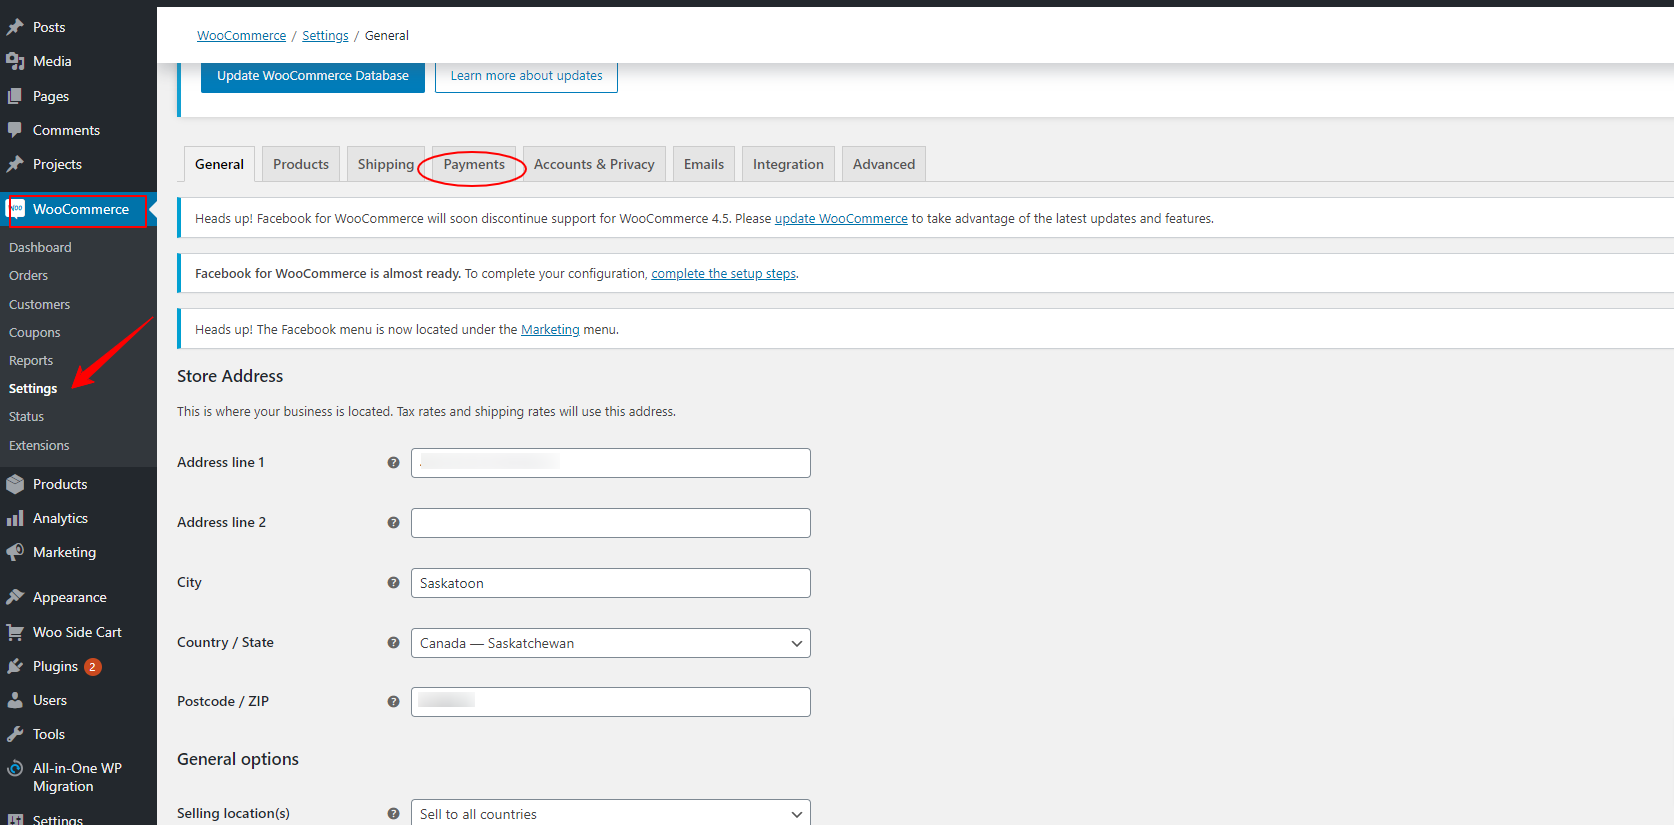 Posts
Media
Pages
Comments
Projects
WOO WooCommerce
Dashboard
Orders
Customers
Coupons
Reports
Settings
Status
Extensions
Products
Analytics
Marketing
Appearance
Woo Side Cart
Plugins 2
Users
Tools
All-in-One WP
Migration
Settings
WooCommerce / Settings / General
Update WooCommerce Database Learn more about updates
General Products Shipping Payments Accounts & Privacy Emails Integration Advanced
Heads up! Facebook for WooCommerce will soon discontinue support for WooCommerce 4.5. Please update WooCommerce to take advantage of the latest updates and features.
Facebook for WooCommerce is almost ready. To complete your configuration, complete the setup steps.
Heads up! The Facebook menu is now located under the Marketing menu.
Store Address
This is where your business is located. Tax rates and shipping rates will use this address.
Address line 1 ?
Address line 2 ?
City ? Saskatoon
Country / State ? Canada — Saskatchewan
Postcode / ZIP ?
General options
Selling location(s) ? Sell to all countries